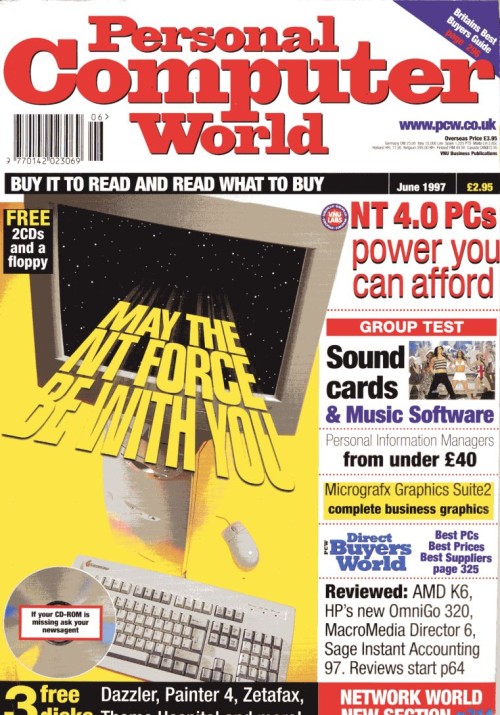 Personal
Computer
World
Britains Best
Buyers Guide
06>
9 770142 023069
www.pcw.co.uk
Overseas Price £3.95
VNU Business Publications
BUY IT TO READ AND READ WHAT TO BUY
June 1997
£2.95
FREE
2CDs
and a
floppy
MAY THE
NT FORCE
BE WITH YOU
VNU
LABS
NT 4.0 PCs
power you
can afford
GROUP TEST
Sound
cards
& Music Software
Personal Information Managers
from under £40
Micrografx Graphics Suite2
complete business graphics
PCW
Direct
Buyers
World
Best PCs
Best Prices
Best Suppliers
page 325
Reviewed: AMD K6,
HP's new OmniGo 320,
MacroMedia Director 6,
Sage Instant Accounting
97. Reviews start p64
If your CD-ROM is
missing ask your
newsagent
3 free
disks
Dazzler, Painter 4, Zetafax,
Theme Hospital and more!
NETWORK WORLD
NEW SECTION